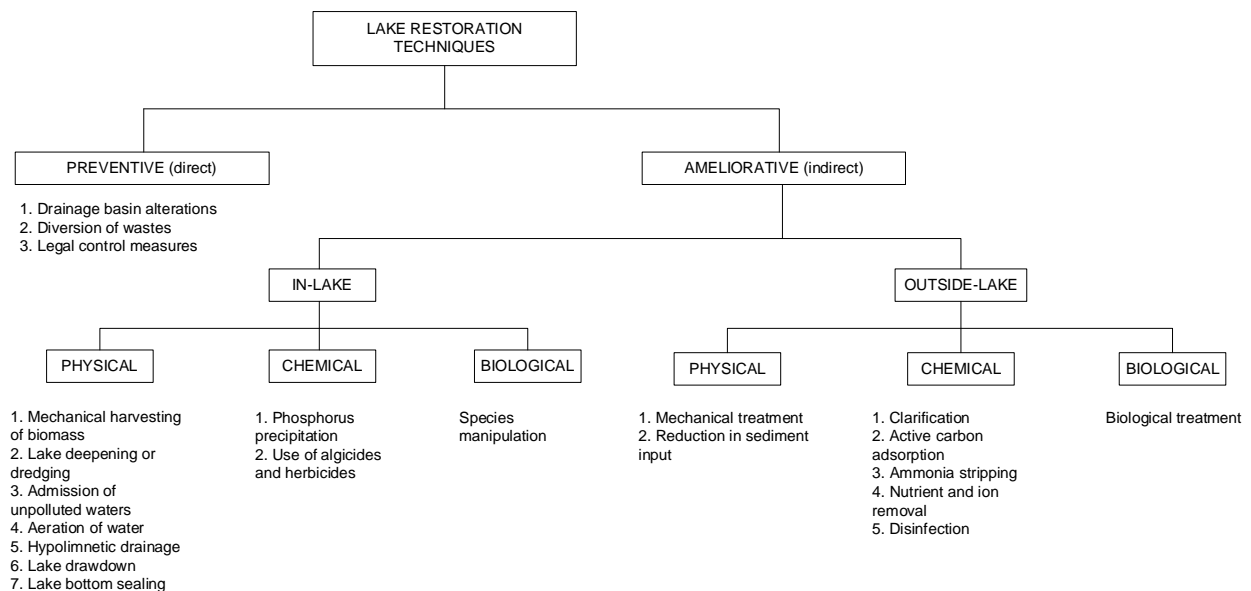 LAKE RESTORATION
TECHNIQUES
PREVENTIVE (direct)
AMELIORATIVE (indirect)
1. Drainage basin alterations
2. Diversion of wastes
3. Legal control measures
IN-LAKE
OUTSIDE-LAKE
PHYSICAL
CHEMICAL
BIOLOGICAL
PHYSICAL
CHEMICAL
BIOLOGICAL
1. Mechanical harvesting
of biomass
2. Lake deepening or
dredging
3. Admission of
unpolluted waters
4. Aeration of water
5. Hypolimnetic drainage
6. Lake drawdown
7. Lake bottom sealing
1. Phosphorus
precipitation
2. Use of algicides
and herbicides
Species
manipulation
1. Mechanical treatment
2. Reduction in sediment
input
1. Clarification
2. Active carbon
adsorption
3. Ammonia stripping
4. Nutrient and ion
removal
5. Disinfection
Biological treatment